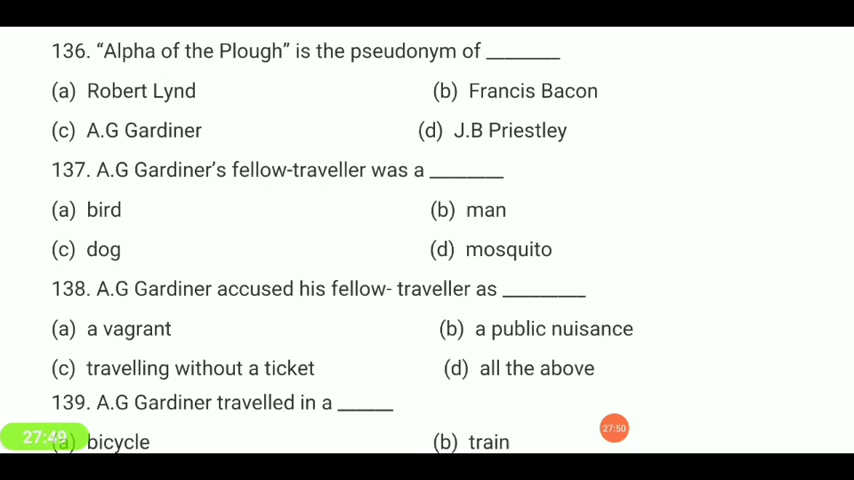 136. “Alpha of the Plough” is the pseudonym of ________
(a) Robert Lynd (b) Francis Bacon
(c) A.G Gardiner (d) J.B Priestley
137. A.G Gardiner’s fellow-traveller was a ________
(a) bird (b) man
(c) dog (d) mosquito
138. A.G Gardiner accused his fellow- traveller as _________
(a) a vagrant (b) a public nuisance
(c) travelling without a ticket (d) all the above
139. A.G Gardiner travelled in a ______
27:50
27:49
(a) bicycle (b) train